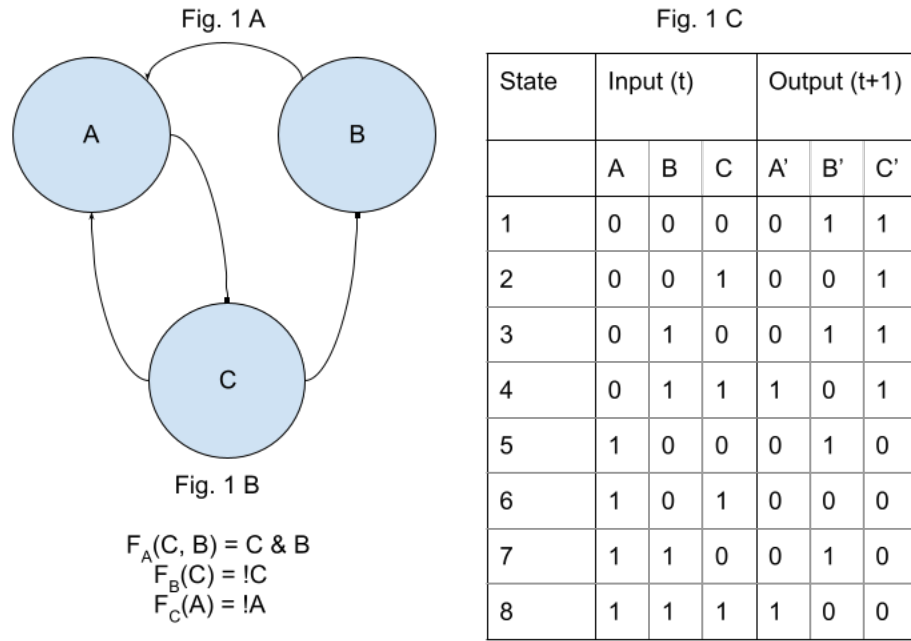 Fig. 1 A
A
B
C
Fig. 1 B
F_A(C, B) = C & B
F_B(C) = !C
F_C(A) = !A
Fig. 1 C
State Input (t) Output (t+1)
A B C A’ B’ C’
1 0 0 0 0 1 1
2 0 0 1 0 0 1
3 0 1 0 0 1 1
4 0 1 1 1 0 1
5 1 0 0 0 1 0
6 1 0 1 0 0 0
7 1 1 0 0 1 0
8 1 1 1 1 0 0